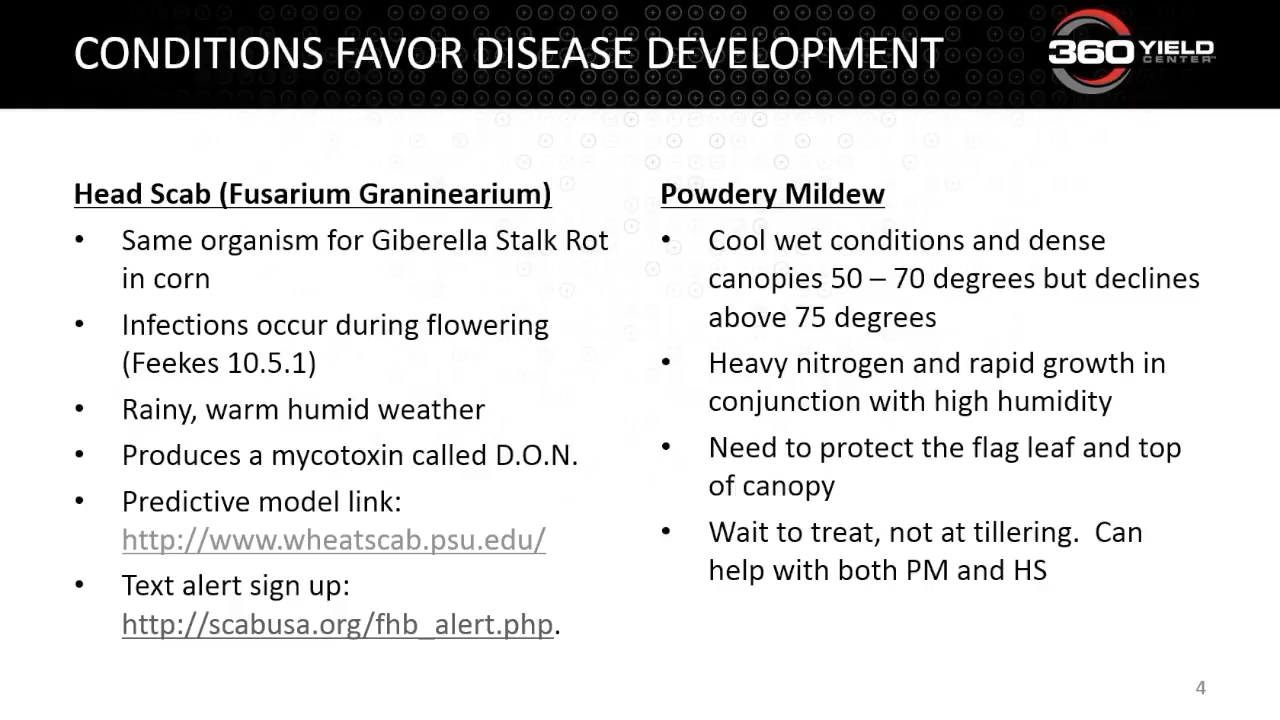 CONDITIONS FAVOR DISEASE DEVELOPMENT
360 YIELD
CENTER
Head Scab (Fusarium Graninearium)
• Same organism for Giberella Stalk Rot
in corn
• Infections occur during flowering
(Feekes 10.5.1)
• Rainy, warm humid weather
• Produces a mycotoxin called D.O.N.
• Predictive model link:
http://www.wheatscab.psu.edu/
• Text alert sign up:
http://scabusa.org/fhb_alert.php.
Powdery Mildew
• Cool wet conditions and dense
canopies 50 – 70 degrees but declines
above 75 degrees
• Heavy nitrogen and rapid growth in
conjunction with high humidity
• Need to protect the flag leaf and top
of canopy
• Wait to treat, not at tillering.  Can
help with both PM and HS
4